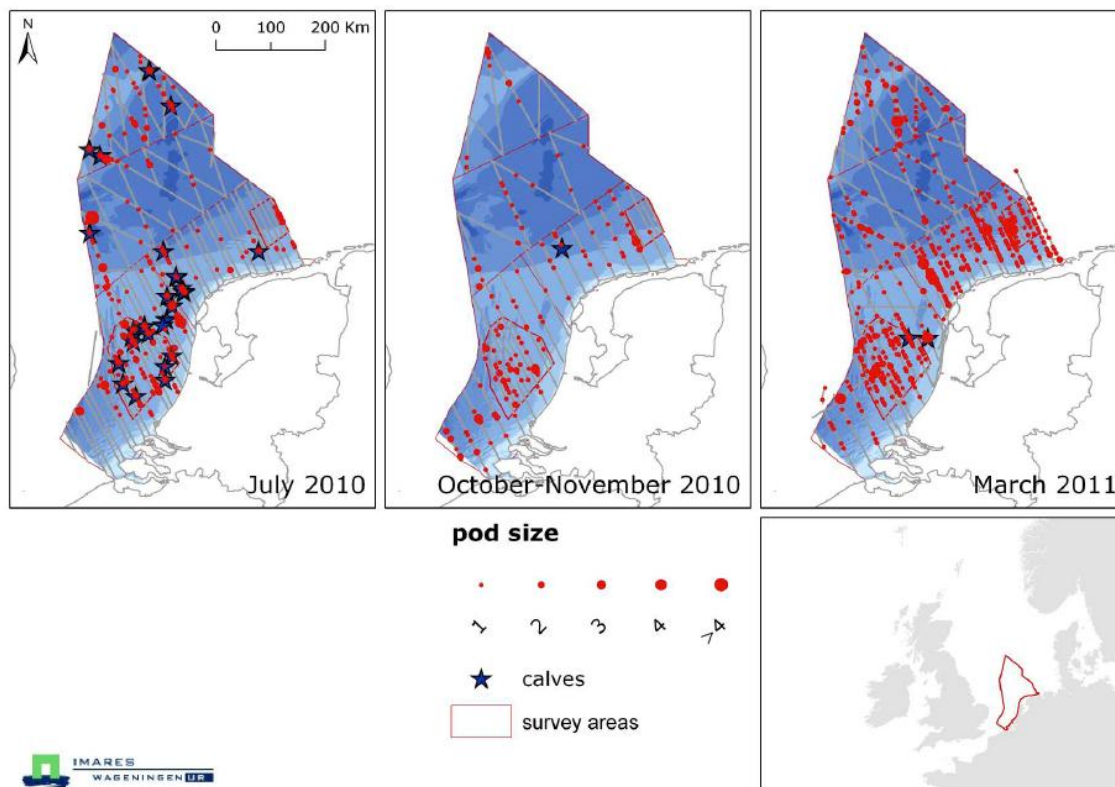 N
0 100 200 Km
July 2010
October-November 2010
March 2011
pod size
1 2 3 4 >4
calves
survey areas
IMARES
WAGENINGEN UR